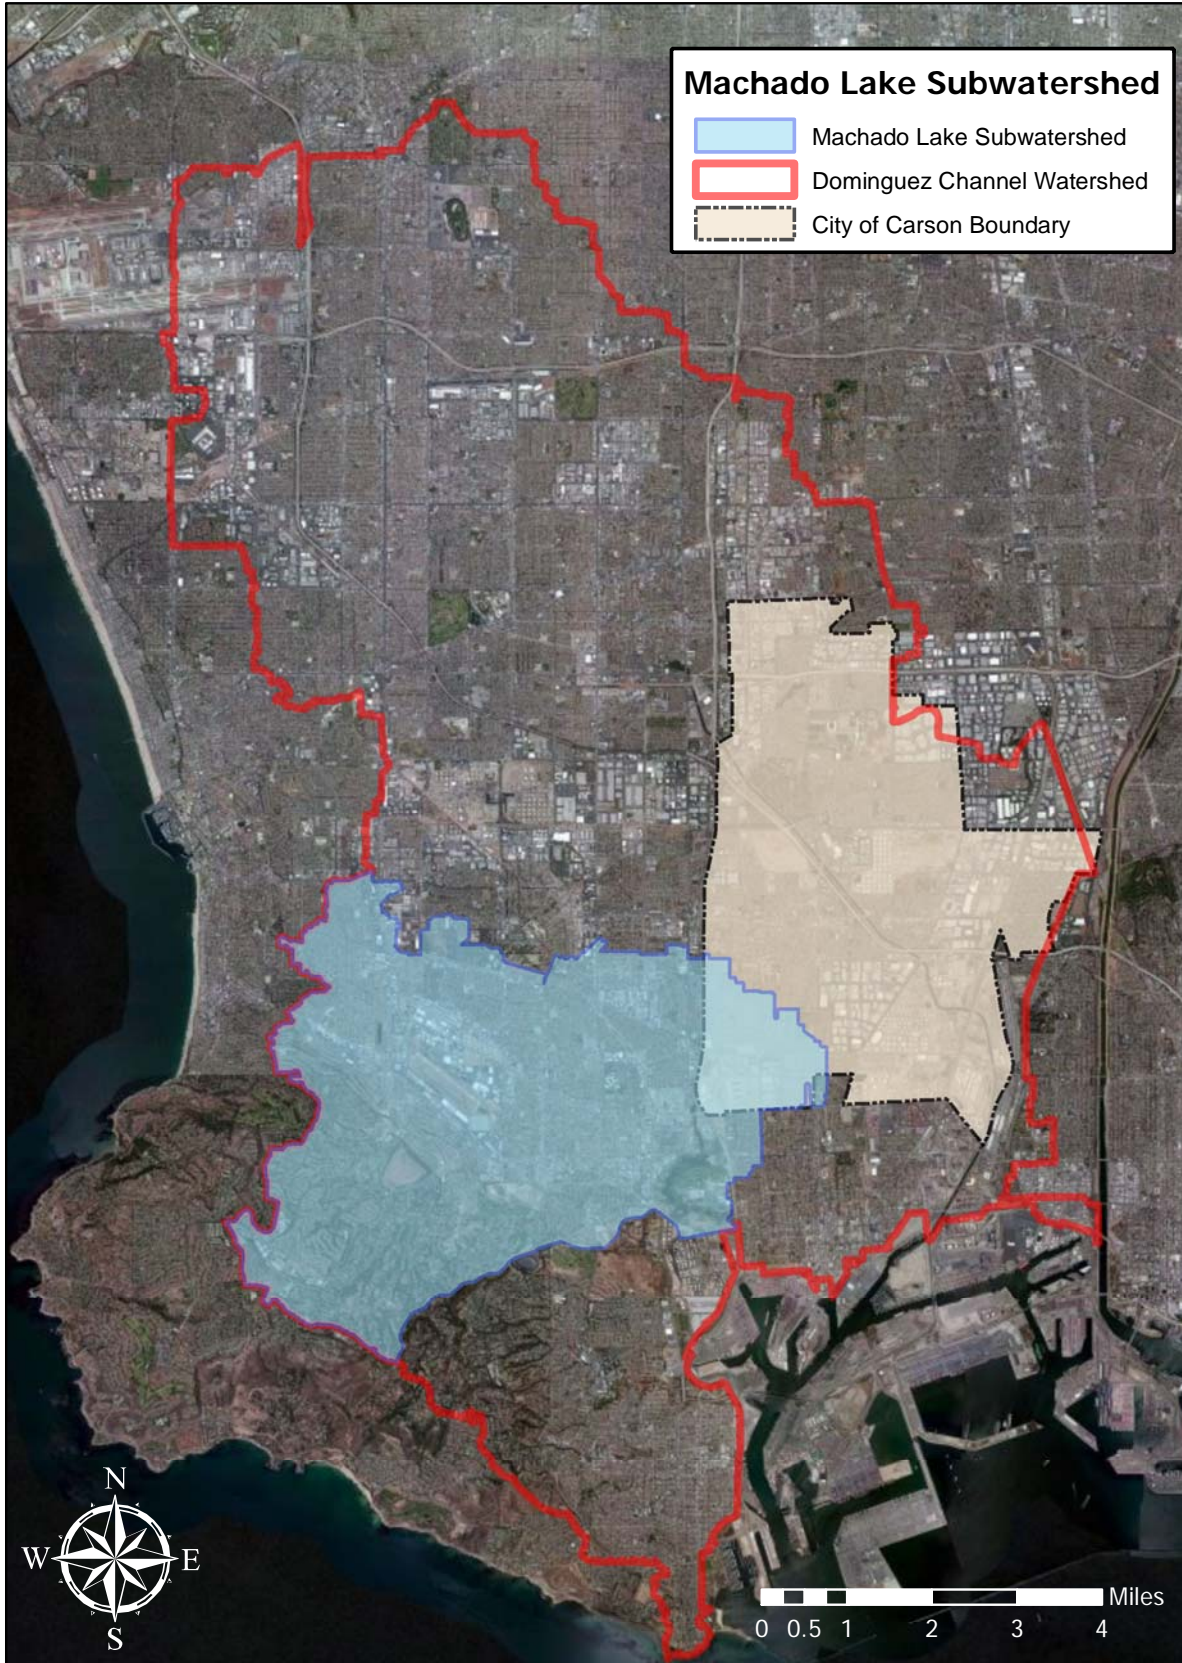 Machado Lake Subwatershed
Machado Lake Subwatershed
Dominguez Channel Watershed
City of Carson Boundary
N
W E
S
Miles
0 0.5 1 2 3 4